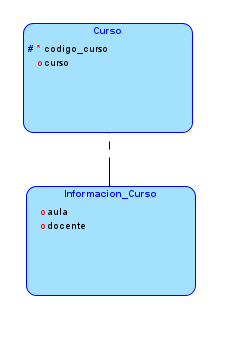 Curso
# * codigo_curso
o curso
Informacion_Curso
o aula
o docente